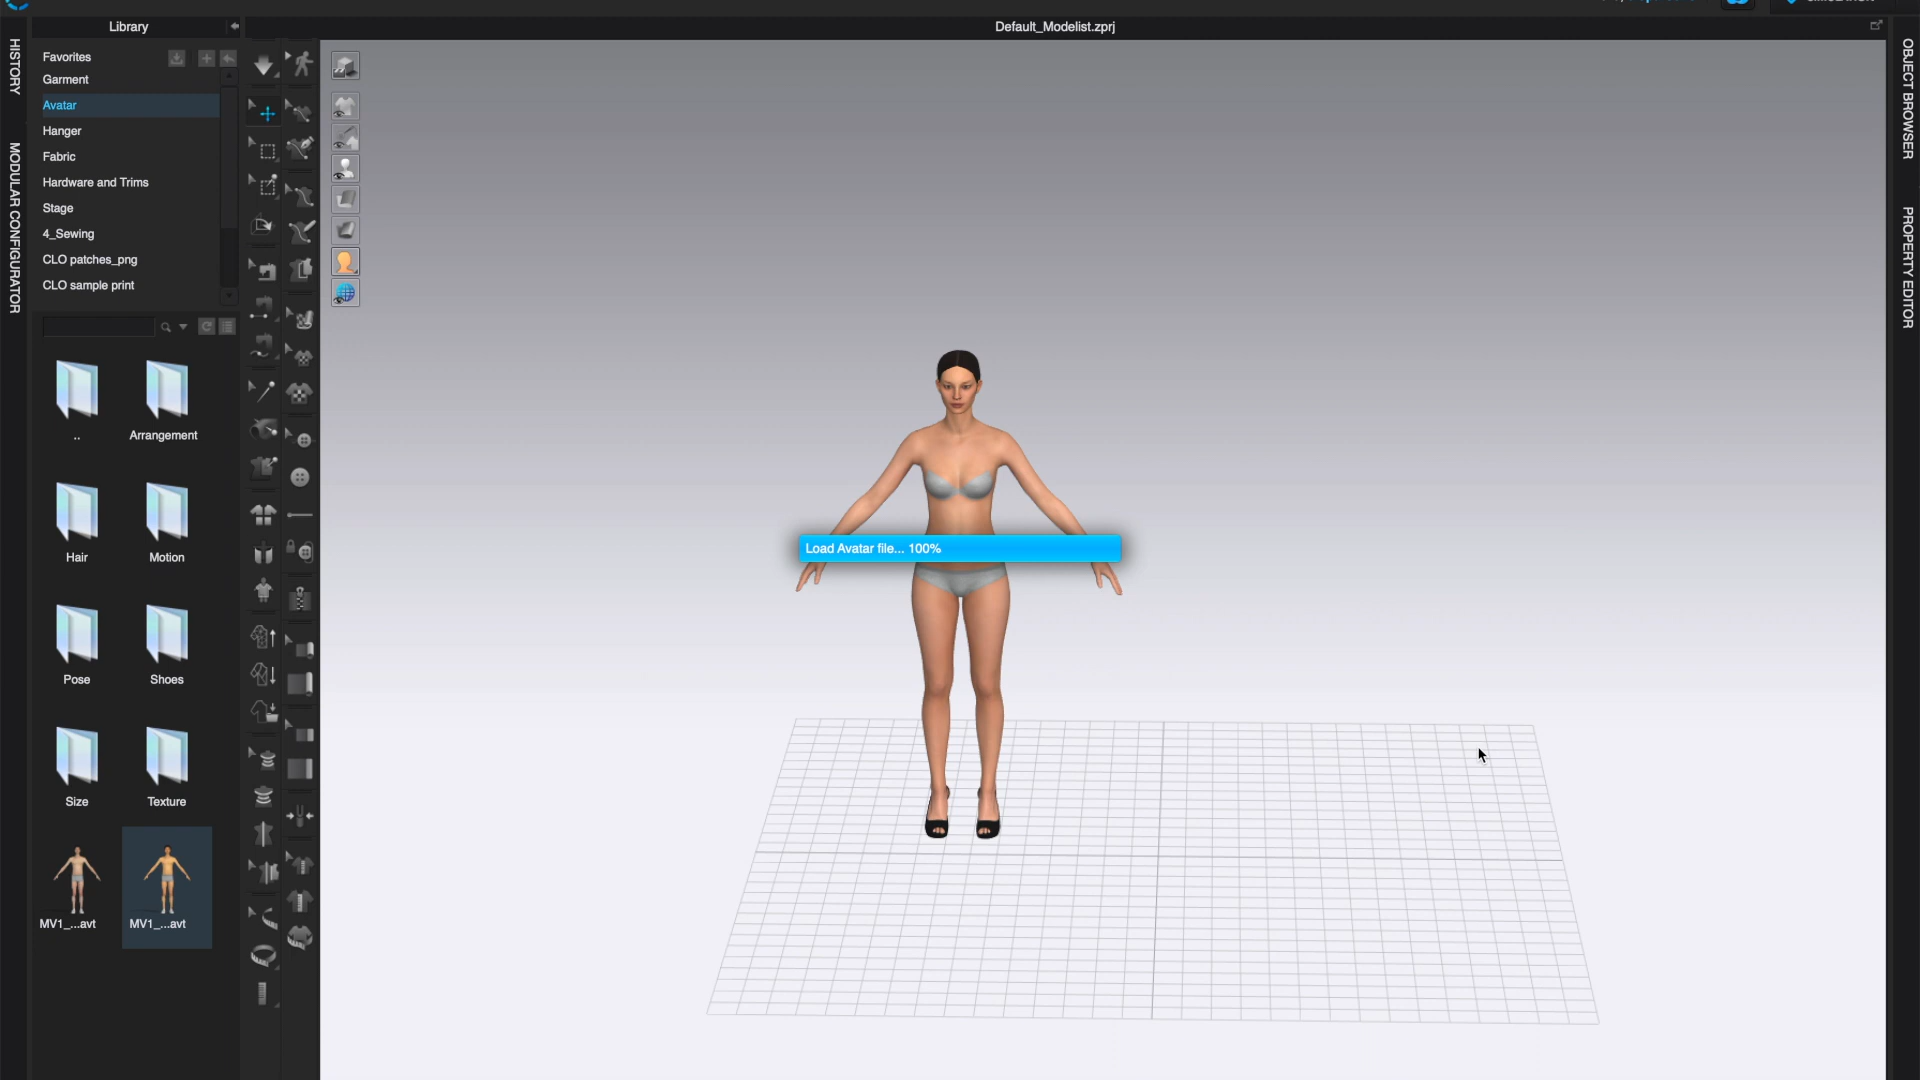 Library
Default_Modelist.zprj
HISTORY
MODULAR CONFIGURATOR
OBJECT BROWSER
PROPERTY EDITOR
Favorites
Garment
Avatar
Hanger
Fabric
Hardware and Trims
Stage
4_Sewing
CLO patches_png
CLO sample print
..
Arrangement
Hair
Motion
Pose
Shoes
Size
Texture
MV1_...avt
MV1_...avt
Load Avatar file... 100%